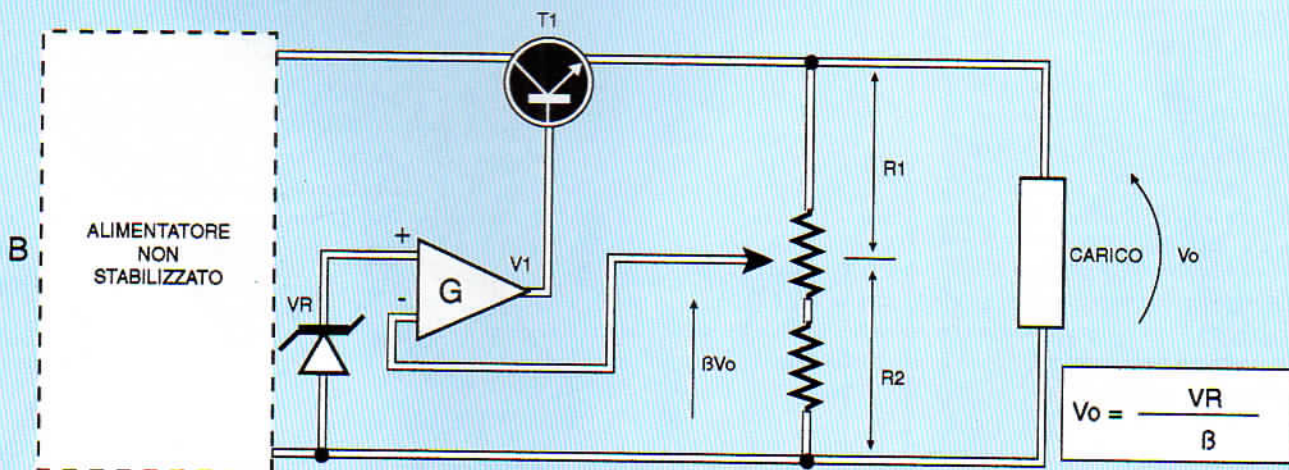 T1
B
ALIMENTATORE
NON
STABILIZZATO
R1
+
V1
G
-
VR
CARICO
Vo
ßVo
R2
Vo = VR / ß